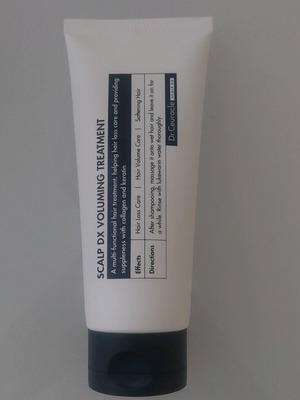 SCALP DX VOLUMING TREATMENT
A multi-functional hair treatment, helping hair loss care and providing
suppleness with collagen and keratin
Effects Hair Loss Care | Hair Volume Care | Softening Hair
Directions After shampooing, massage it onto wet hair and leave it on for
a while. Rinse with lukewarm water thoroughly.
Dr.Ceuracle